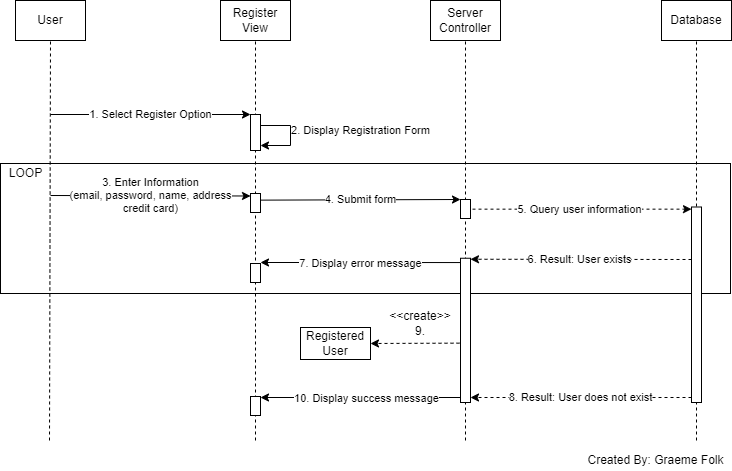 User
Register
View
Server
Controller
Database
1. Select Register Option
2. Display Registration Form
LOOP
3. Enter Information
(email, password, name, address
credit card)
4. Submit form
5. Query user information
6. Result: User exists
7. Display error message
<<create>>
9.
Registered
User
10. Display success message
8. Result: User does not exist
Created By: Graeme Folk